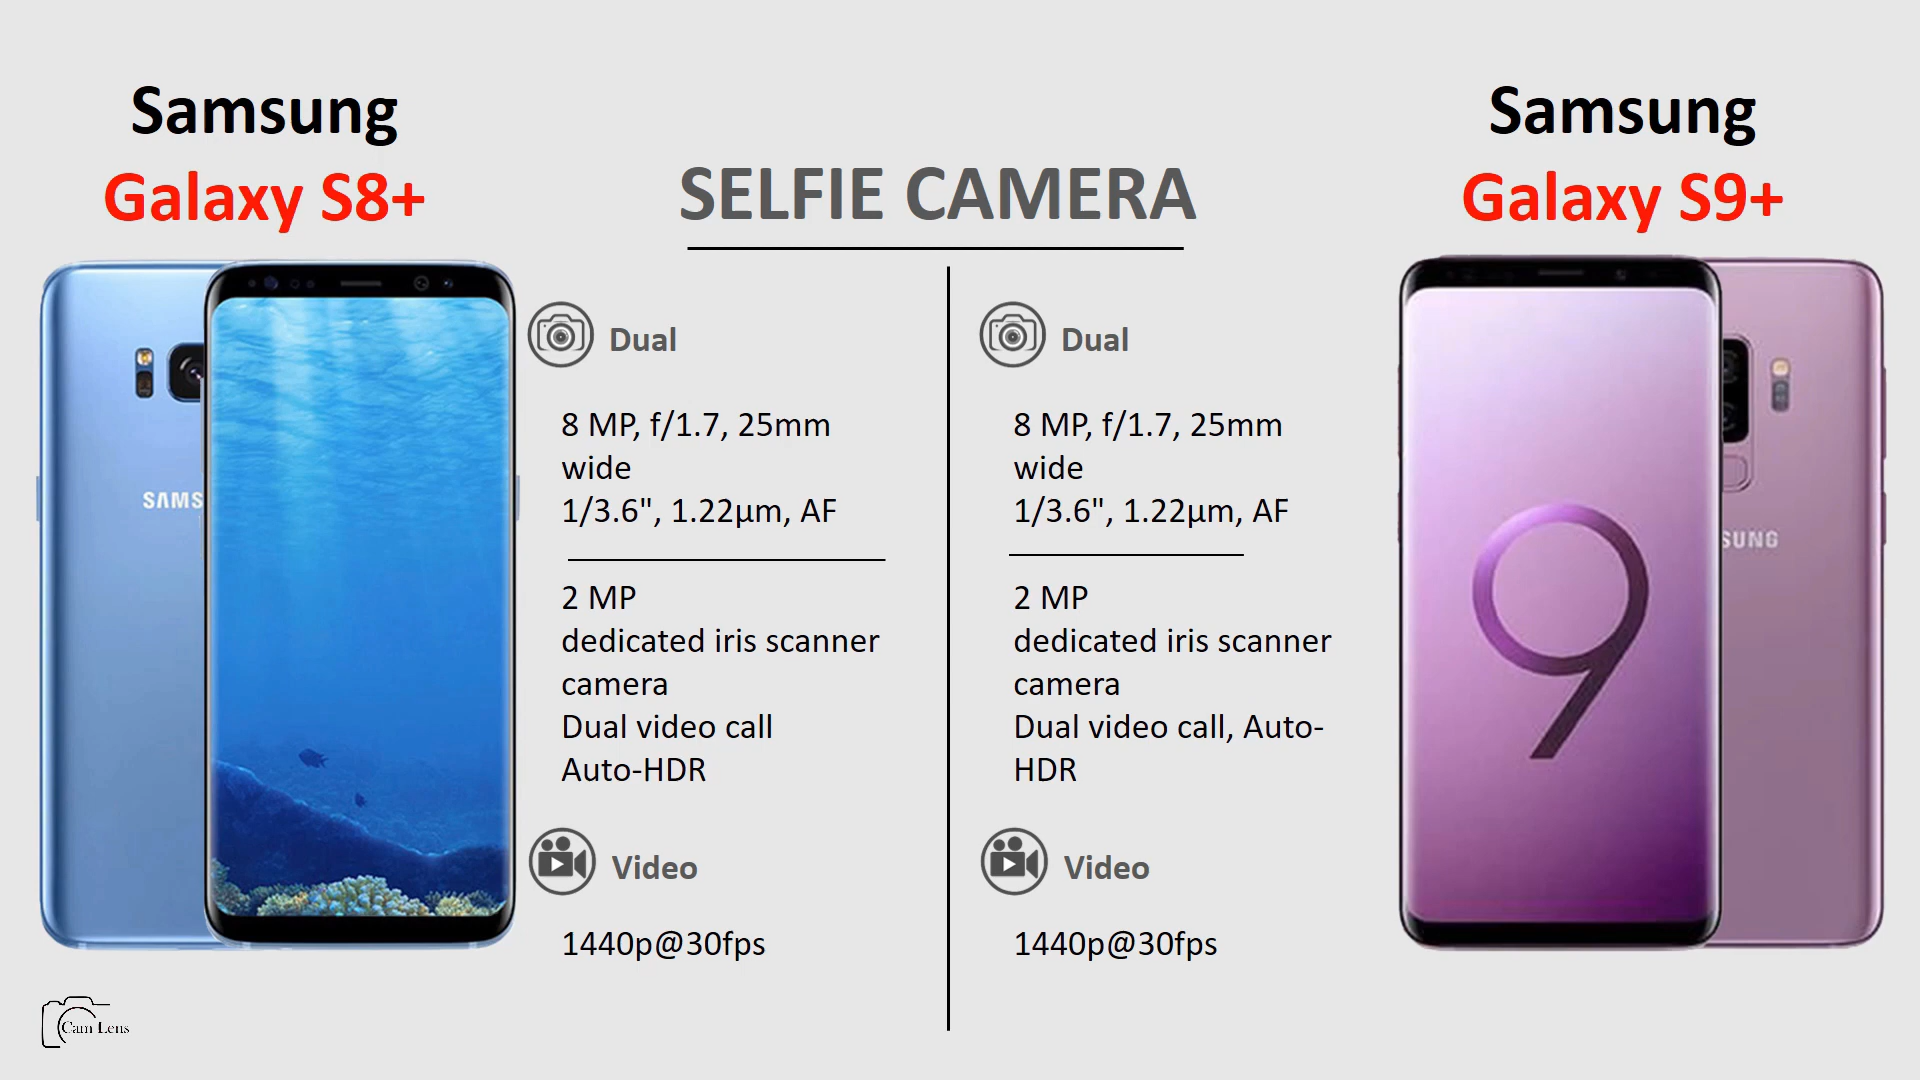 Samsung
Galaxy S8+
SELFIE CAMERA
Samsung
Galaxy S9+
Dual
8 MP, f/1.7, 25mm
wide
1/3.6", 1.22µm, AF
2 MP
dedicated iris scanner
camera
Dual video call
Auto-HDR
Video
1440p@30fps
Dual
8 MP, f/1.7, 25mm
wide
1/3.6", 1.22µm, AF
2 MP
dedicated iris scanner
camera
Dual video call, Auto-
HDR
Video
1440p@30fps
SAMS
9
SUNG
Cam Lens